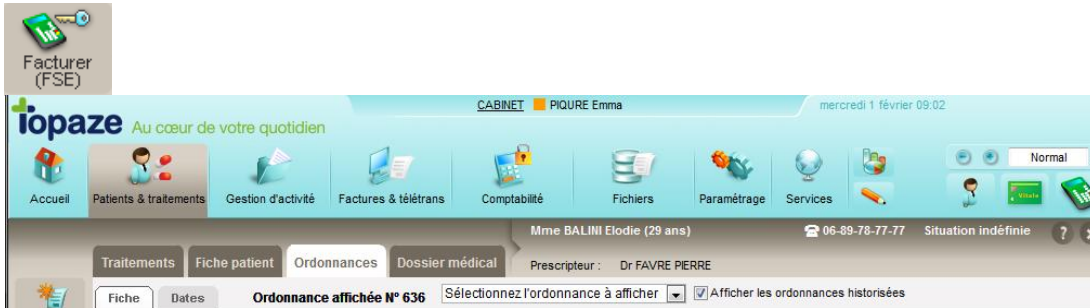 Facturer
(FSE)
CABINET PIQURE Emma mercredi 1 février 09:02
Topaze Au cœur de votre quotidien
Normal
Accueil Patients & traitements Gestion d'activité Factures & télétrans Comptabilité Fichiers Paramétrage Services Vitale
Mme BALINI Elodie (29 ans) 06-89-78-77-77 Situation indéfinie ?
Traitements Fiche patient Ordonnances Dossier médical Prescripteur : Dr FAVRE PIERRE
Fiche Dates Ordonnance affichée N° 636 Sélectionnez l'ordonnance à afficher Afficher les ordonnances historisées